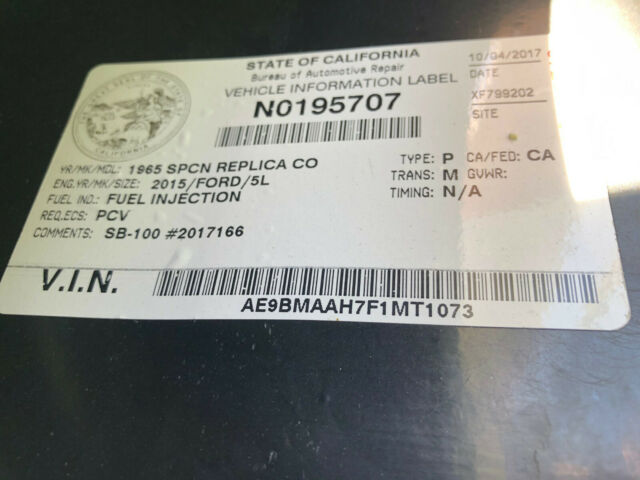 STATE OF CALIFORNIA
Bureau of Automotive Repair
VEHICLE INFORMATION LABEL
N0195707
10/04/2017
DATE
XF799202
SITE
YR/MK/MDL: 1965 SPCN REPLICA CO
ENG.YR/MK/SIZE: 2015/FORD/5L
FUEL IND.: FUEL INJECTION
REQ.ECS: PCV
COMMENTS: SB-100 #2017166
TYPE: P CA/FED: CA
TRANS: M GVWR:
TIMING: N/A
V.I.N.
AE9BMAAH7F1MT1073